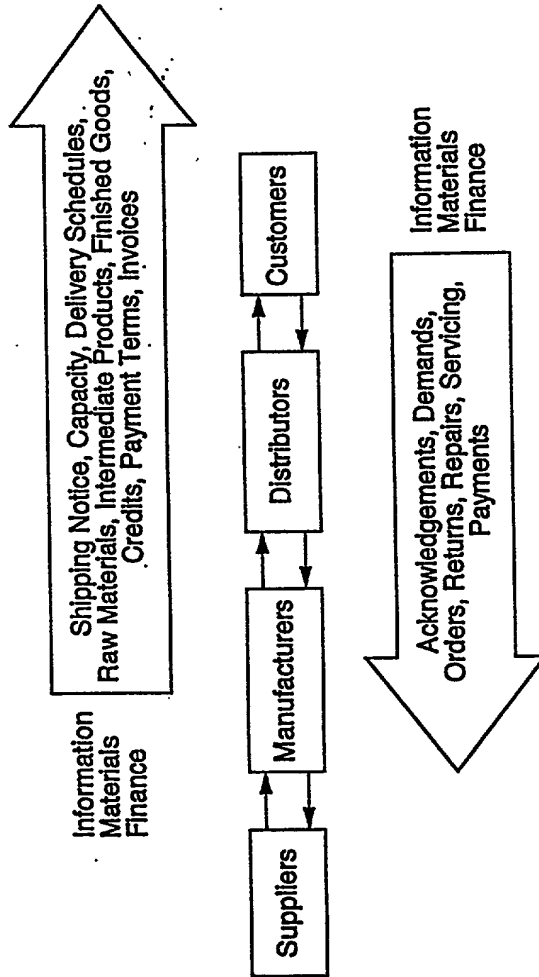 Information
Materials
Finance
Shipping Notice, Capacity, Delivery Schedules,
Raw Materials, Intermediate Products, Finished Goods,
Credits, Payment Terms, Invoices
Suppliers
Manufacturers
Distributors
Customers
Acknowledgements, Demands,
Orders, Returns, Repairs, Servicing,
Payments
Information
Materials
Finance